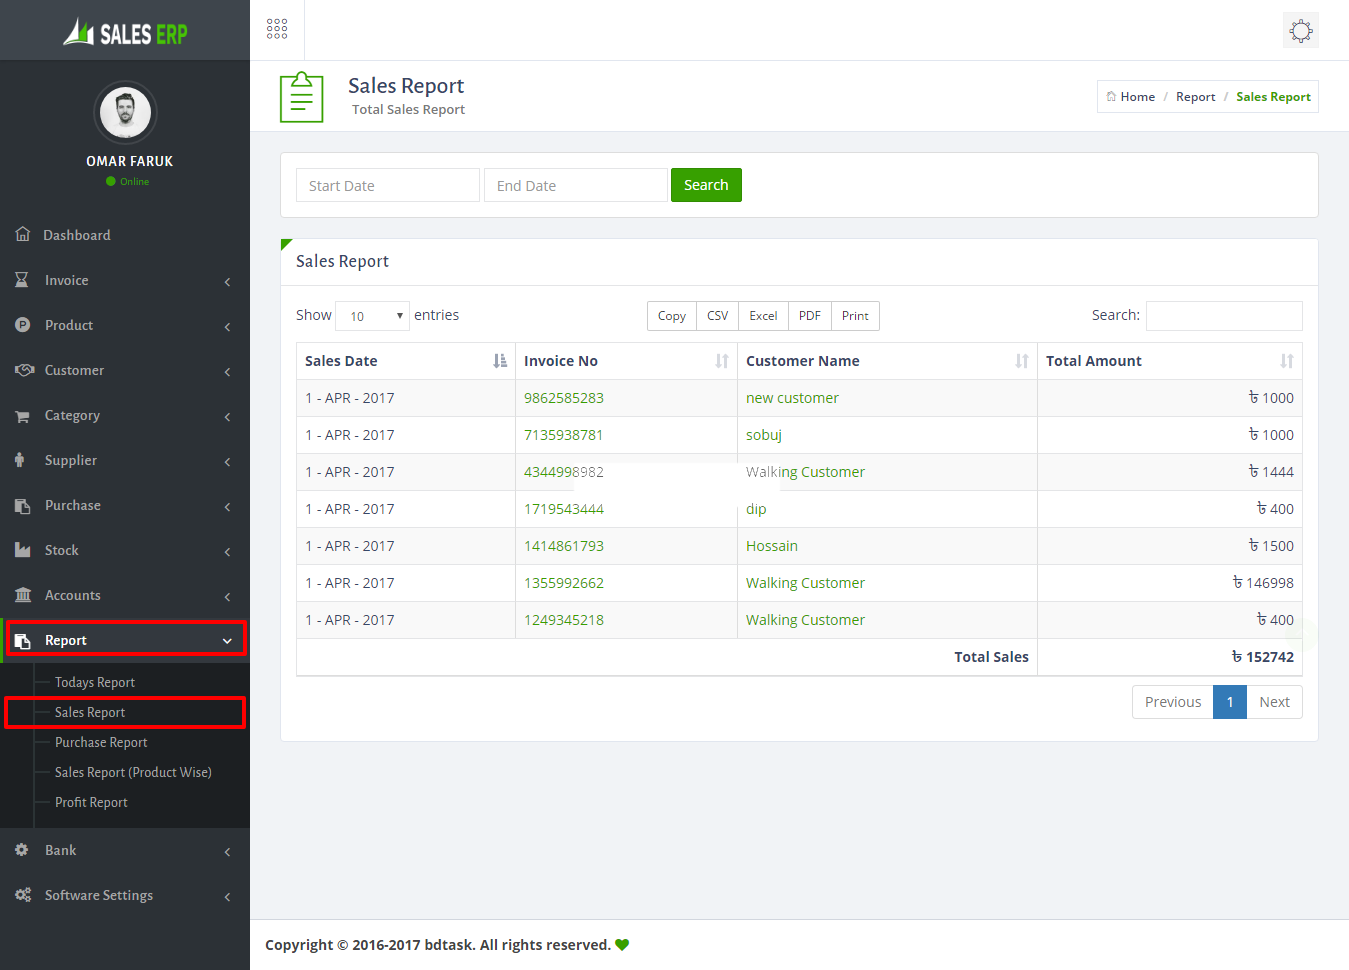 SALES ERP
OMAR FARUK
Online
Dashboard
Invoice
Product
Customer
Category
Supplier
Purchase
Stock
Accounts
Report
Todays Report
Sales Report
Purchase Report
Sales Report (Product Wise)
Profit Report
Bank
Software Settings
Sales Report
Total Sales Report
Home / Report / Sales Report
Start Date End Date Search
Sales Report
Show 10 entries Copy CSV Excel PDF Print Search:
Sales Date Invoice No Customer Name Total Amount
1 - APR - 2017 9862585283 new customer ৳ 1000
1 - APR - 2017 7135938781 sobuj ৳ 1000
1 - APR - 2017 4344998982 Walking Customer ৳ 1444
1 - APR - 2017 1719543444 dip ৳ 400
1 - APR - 2017 1414861793 Hossain ৳ 1500
1 - APR - 2017 1355992662 Walking Customer ৳ 146998
1 - APR - 2017 1249345218 Walking Customer ৳ 400
Total Sales ৳ 152742
Previous 1 Next
Copyright © 2016-2017 bdtask. All rights reserved.